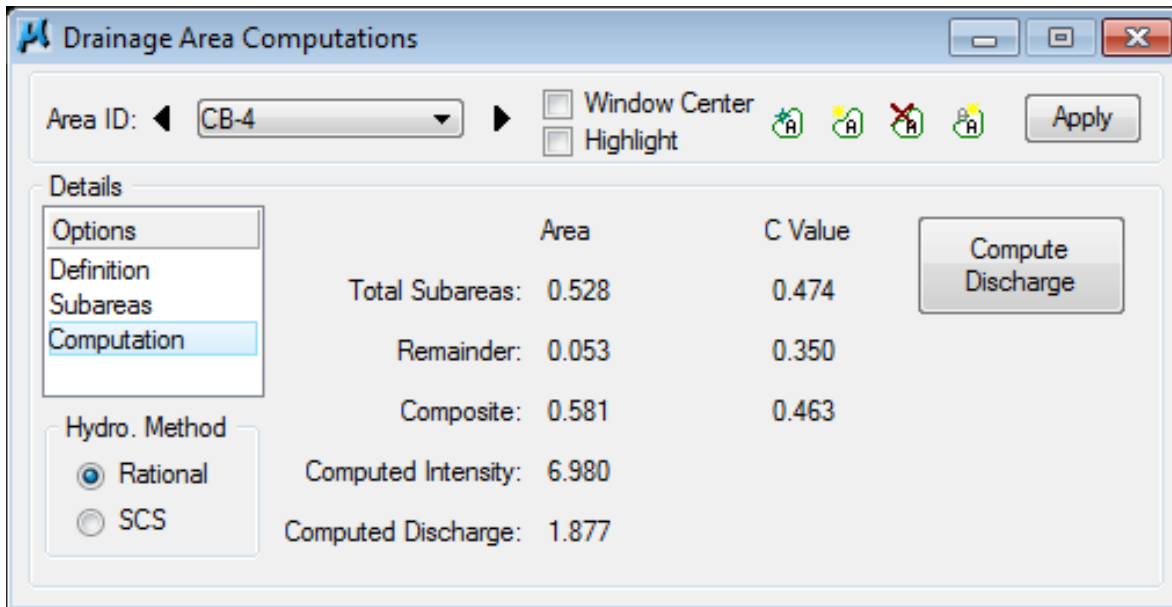 Drainage Area Computations
Area ID: CB-4 Window Center Apply
Highlight
Details
Options Area C Value Compute Discharge
Definition
Total Subareas: 0.528 0.474
Subareas
Computation
Remainder: 0.053 0.350
Composite: 0.581 0.463
Hydro. Method
Rational
Computed Intensity: 6.980
SCS
Computed Discharge: 1.877